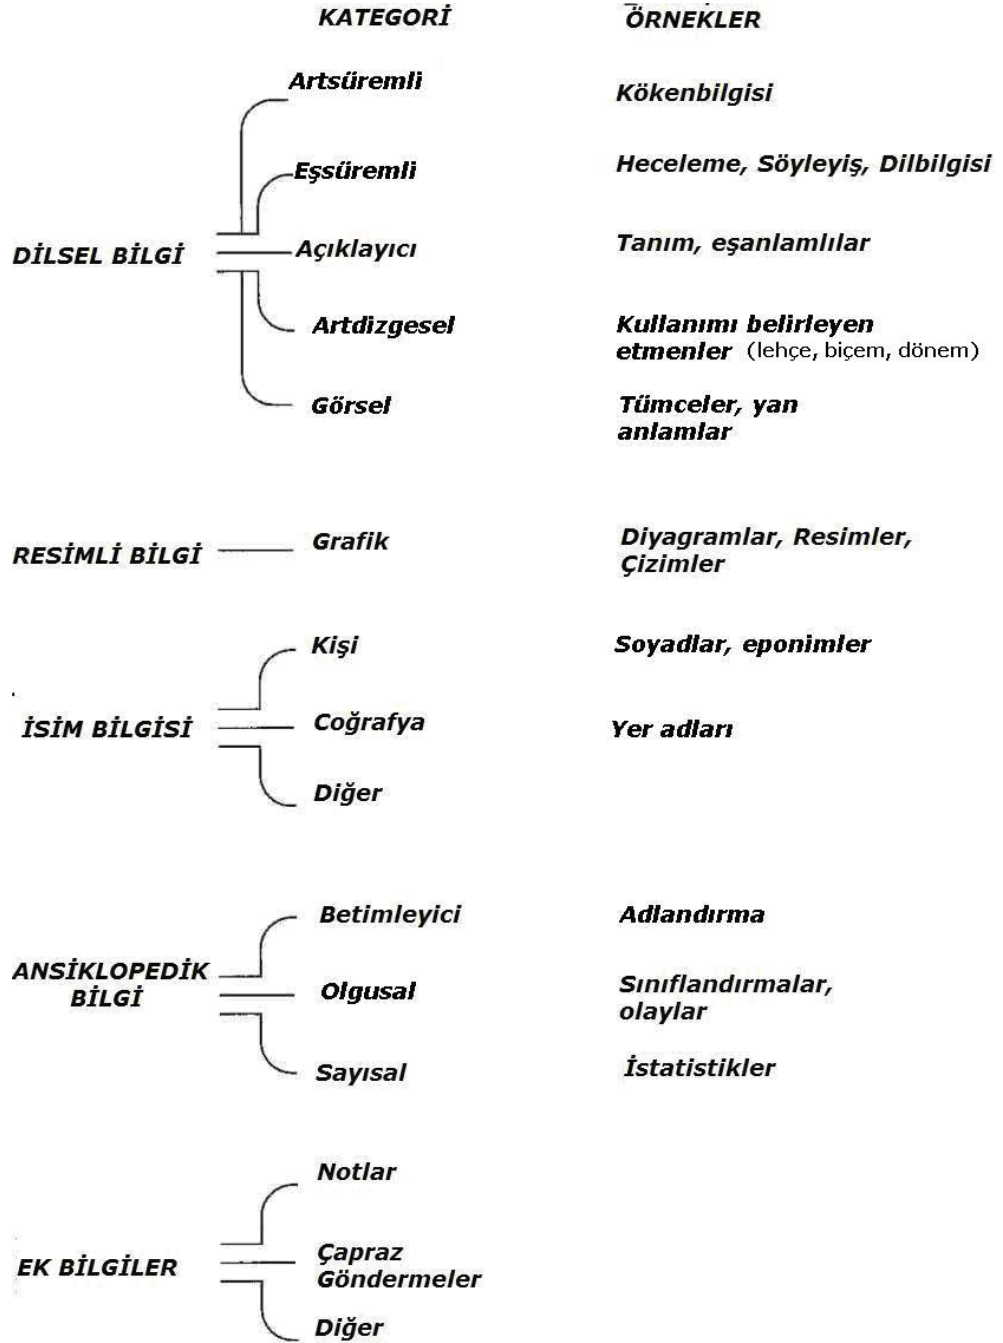 KATEGORİ ÖRNEKLER
Artsüremli
Kökenbilgisi
Eşsüremli Heceleme, Söyleyiş, Dilbilgisi
DİLSEL BİLGİ Açıklayıcı Tanım, eşanlamlılar
Artdizgesel Kullanımı belirleyen
etmenler (lehçe, biçem, dönem)
Görsel Tümceler, yan
anlamlar
RESİMLİ BİLGİ Grafik Diyagramlar, Resimler,
Çizimler
Kişi Soyadlar, eponimler
İSİM BİLGİSİ Coğrafya Yer adları
Diğer
Betimleyici Adlandırma
ANSİKLOPEDİK
BİLGİ
Olgusal Sınıflandırmalar,
olaylar
Sayısal İstatistikler
Notlar
EK BİLGİLER Çapraz
Göndermeler
Diğer